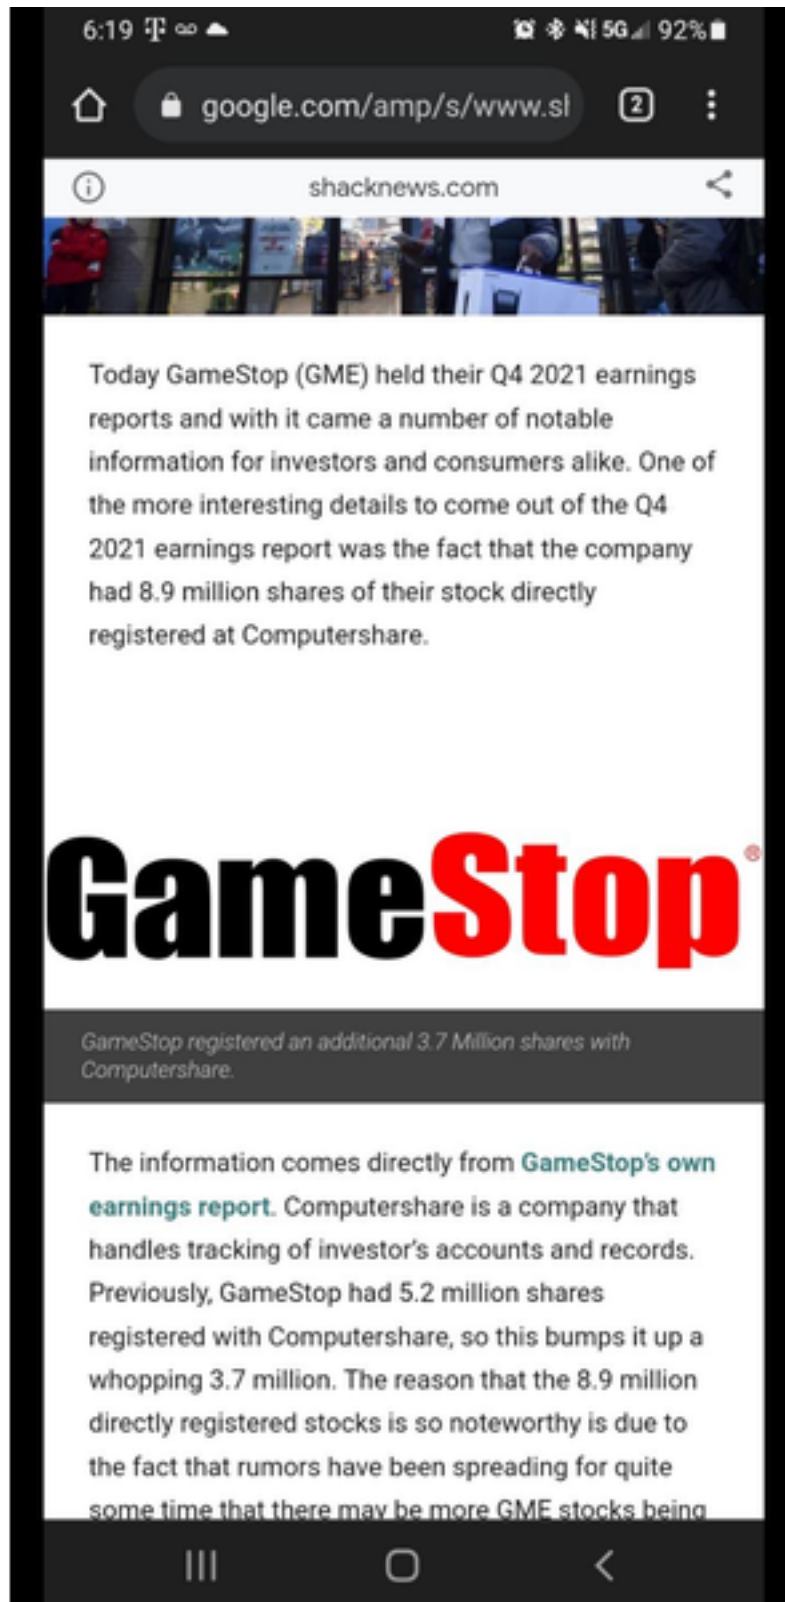 6:19
5G 92%
google.com/amp/s/www.sl
2
shacknews.com
Today GameStop (GME) held their Q4 2021 earnings
reports and with it came a number of notable
information for investors and consumers alike. One of
the more interesting details to come out of the Q4
2021 earnings report was the fact that the company
had 8.9 million shares of their stock directly
registered at Computershare.
GameStop®
GameStop registered an additional 3.7 Million shares with
Computershare.
The information comes directly from GameStop's own
earnings report. Computershare is a company that
handles tracking of investor's accounts and records.
Previously, GameStop had 5.2 million shares
registered with Computershare, so this bumps it up a
whopping 3.7 million. The reason that the 8.9 million
directly registered stocks is so noteworthy is due to
the fact that rumors have been spreading for quite
some time that there may be more GME stocks being